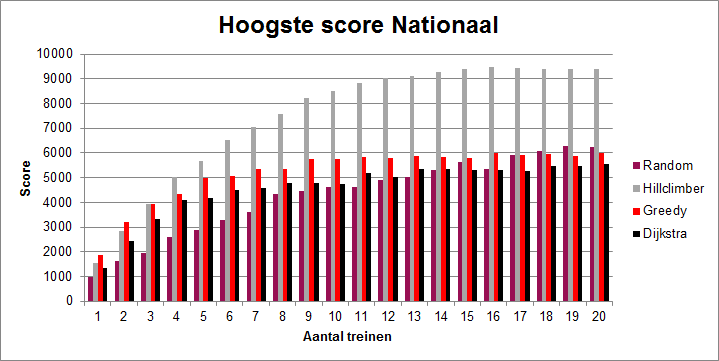 Hoogste score Nationaal
10000
9000
8000
7000
6000
5000
4000
3000
2000
1000
0
Score
1 2 3 4 5 6 7 8 9 10 11 12 13 14 15 16 17 18 19 20
Aantal treinen
Random
Hillclimber
Greedy
Dijkstra